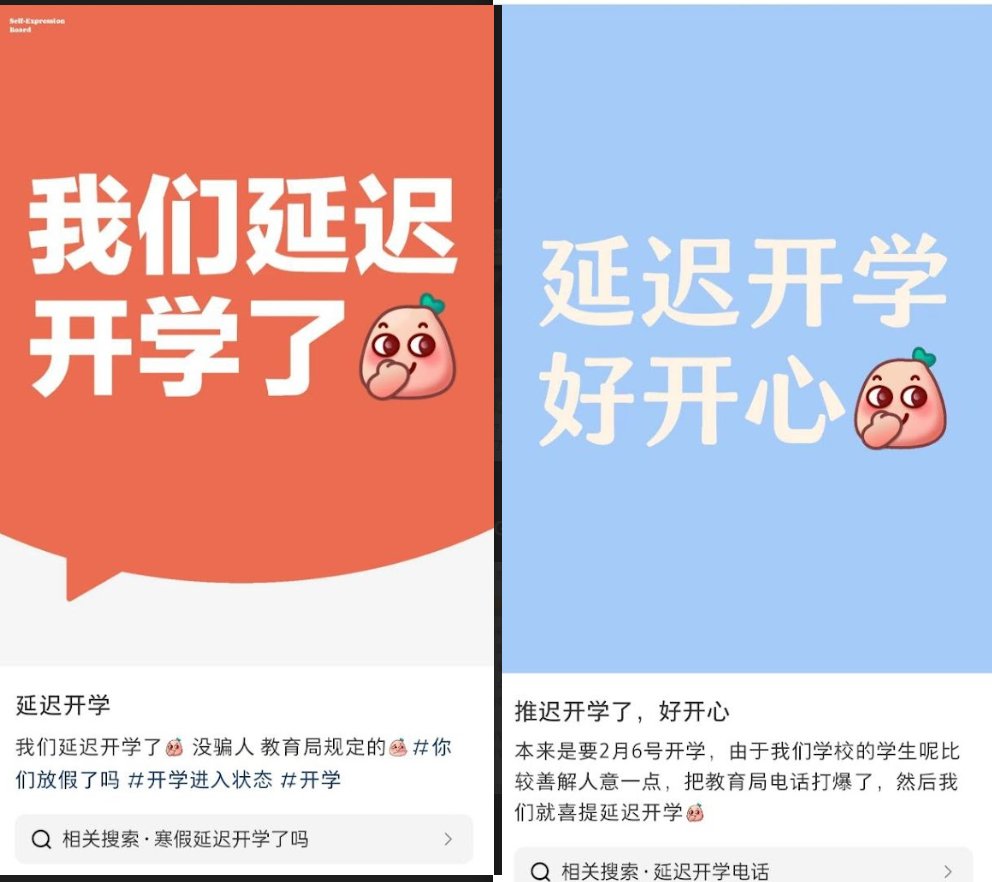 Self-Expression
Board
我们延迟
开学了
延迟开学
我们延迟开学了 没骗人 教育局规定的 #你
们放假了吗 #开学进入状态 #开学
相关搜索·寒假延迟开学了吗
延迟开学
好开心
推迟开学了，好开心
本来是要2月6号开学，由于我们学校的学生呢比
较善解人意一点，把教育局电话打爆了，然后我
们就喜提延迟开学
相关搜索·延迟开学电话